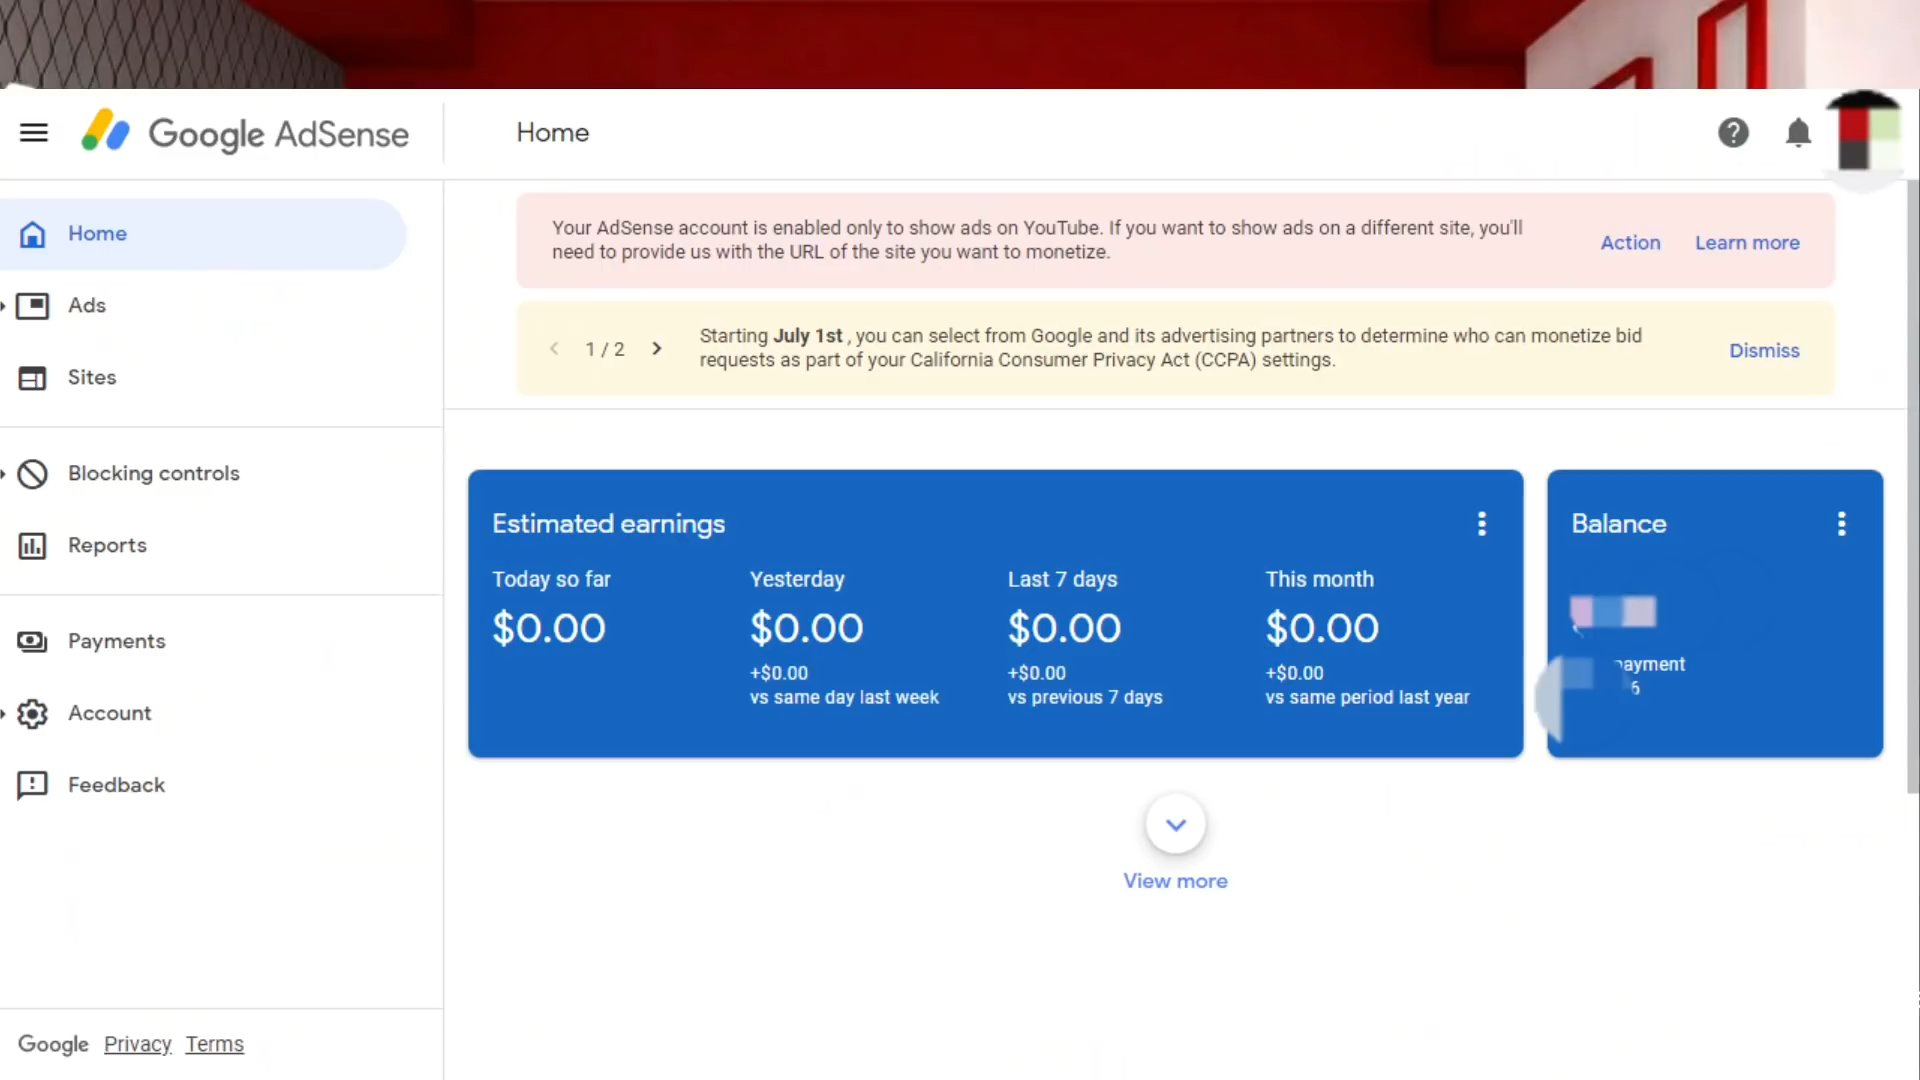 Google AdSense
Home
Home
Ads
Sites
Blocking controls
Reports
Payments
Account
Feedback
Google Privacy Terms
Your AdSense account is enabled only to show ads on YouTube. If you want to show ads on a different site, you'll
need to provide us with the URL of the site you want to monetize.
Action Learn more
1 / 2
Starting July 1st , you can select from Google and its advertising partners to determine who can monetize bid
requests as part of your California Consumer Privacy Act (CCPA) settings.
Dismiss
Estimated earnings
Today so far
$0.00
Yesterday
$0.00
+$0.00
vs same day last week
Last 7 days
$0.00
+$0.00
vs previous 7 days
This month
$0.00
+$0.00
vs same period last year
Balance
payment
6
View more